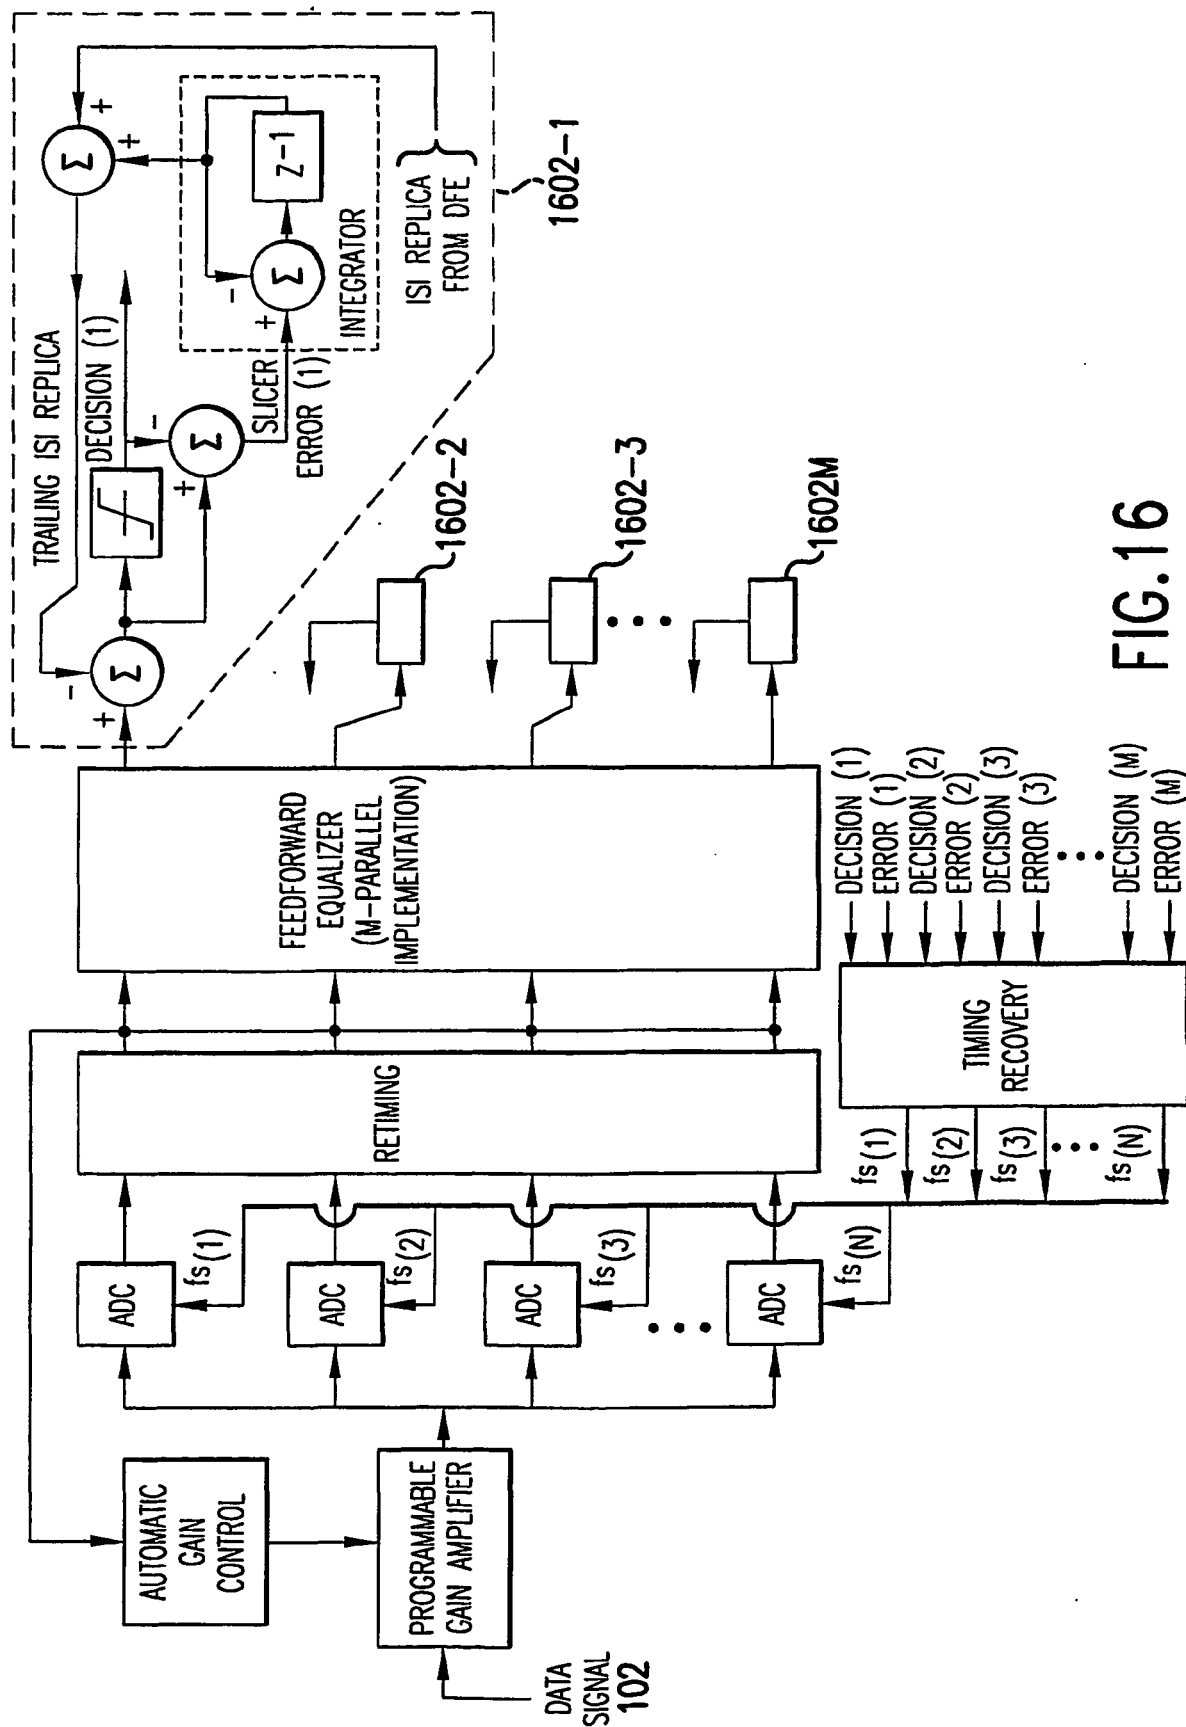 DATA
SIGNAL
102
PROGRAMMABLE
GAIN AMPLIFIER
AUTOMATIC
GAIN
CONTROL
ADC
fs(1)
ADC
fs(2)
ADC
fs(3)
ADC
fs(N)
RETIMING
FEEDFORWARD
EQUALIZER
(M-PARALLEL
IMPLEMENTATION)
+
-
Σ
TRAILING ISI REPLICA
DECISION (1)
+
-
Σ
SLICER
ERROR (1)
+
-
Σ
Z-1
INTEGRATOR
Σ
+
+
ISI REPLICA
FROM DFE
1602-1
1602-2
1602-3
1602M
fs(1)
fs(2)
fs(3)
fs(N)
TIMING
RECOVERY
DECISION (1)
ERROR (1)
DECISION (2)
ERROR (2)
DECISION (3)
ERROR (3)
DECISION (M)
ERROR (M)
FIG.16